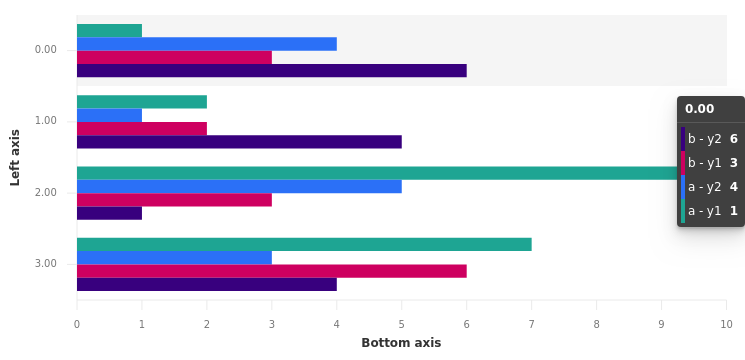 0.00
1.00
2.00
3.00
Left axis
0.00
b - y2 6
b - y1 3
a - y2 4
a - y1 1
0 1 2 3 4 5 6 7 8 9 10
Bottom axis